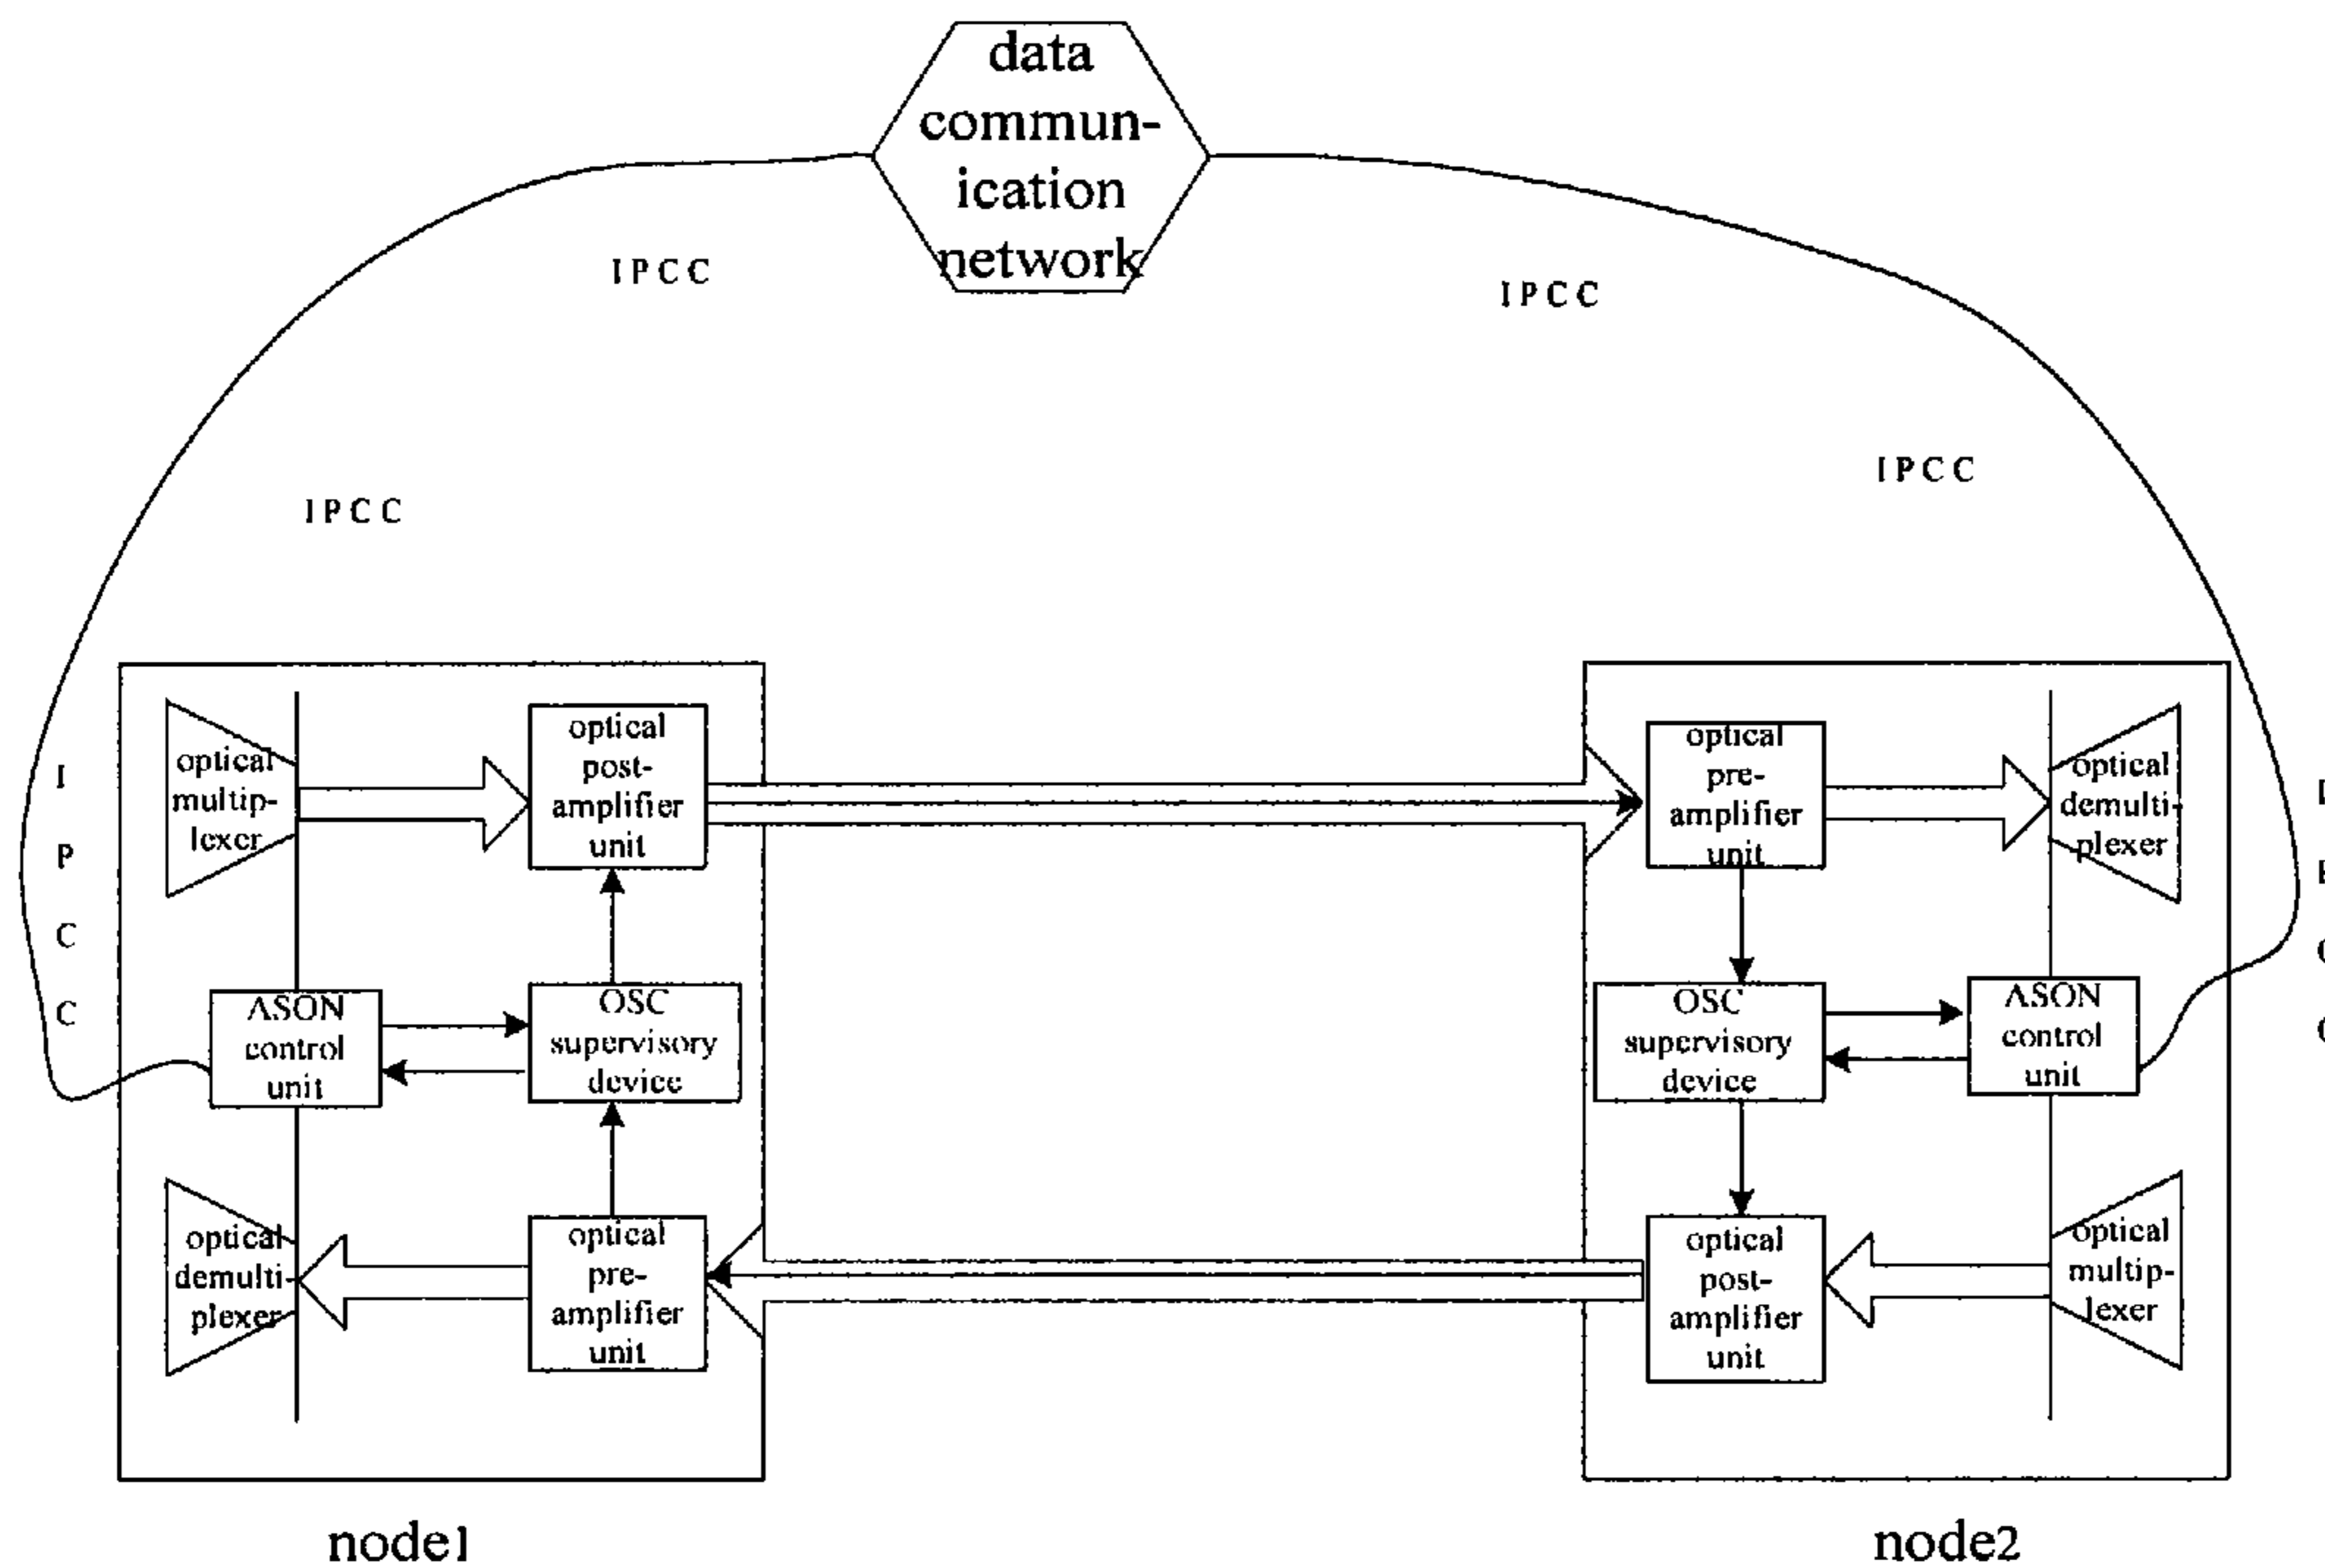 data
commun-
ication
network
IPCC
IPCC
IPCC
IPCC
I
P
C
C
optical
multip-
lexer
optical
post-
amplifier
unit
ASON
control
unit
OSC
supervisory
device
optical
demulti-
plexer
optical
pre-
amplifier
unit
node1
optical
pre-
amplifier
unit
optical
demulti-
plexer
OSC
supervisory
device
ASON
control
unit
optical
post-
amplifier
unit
optical
multip-
lexer
node2